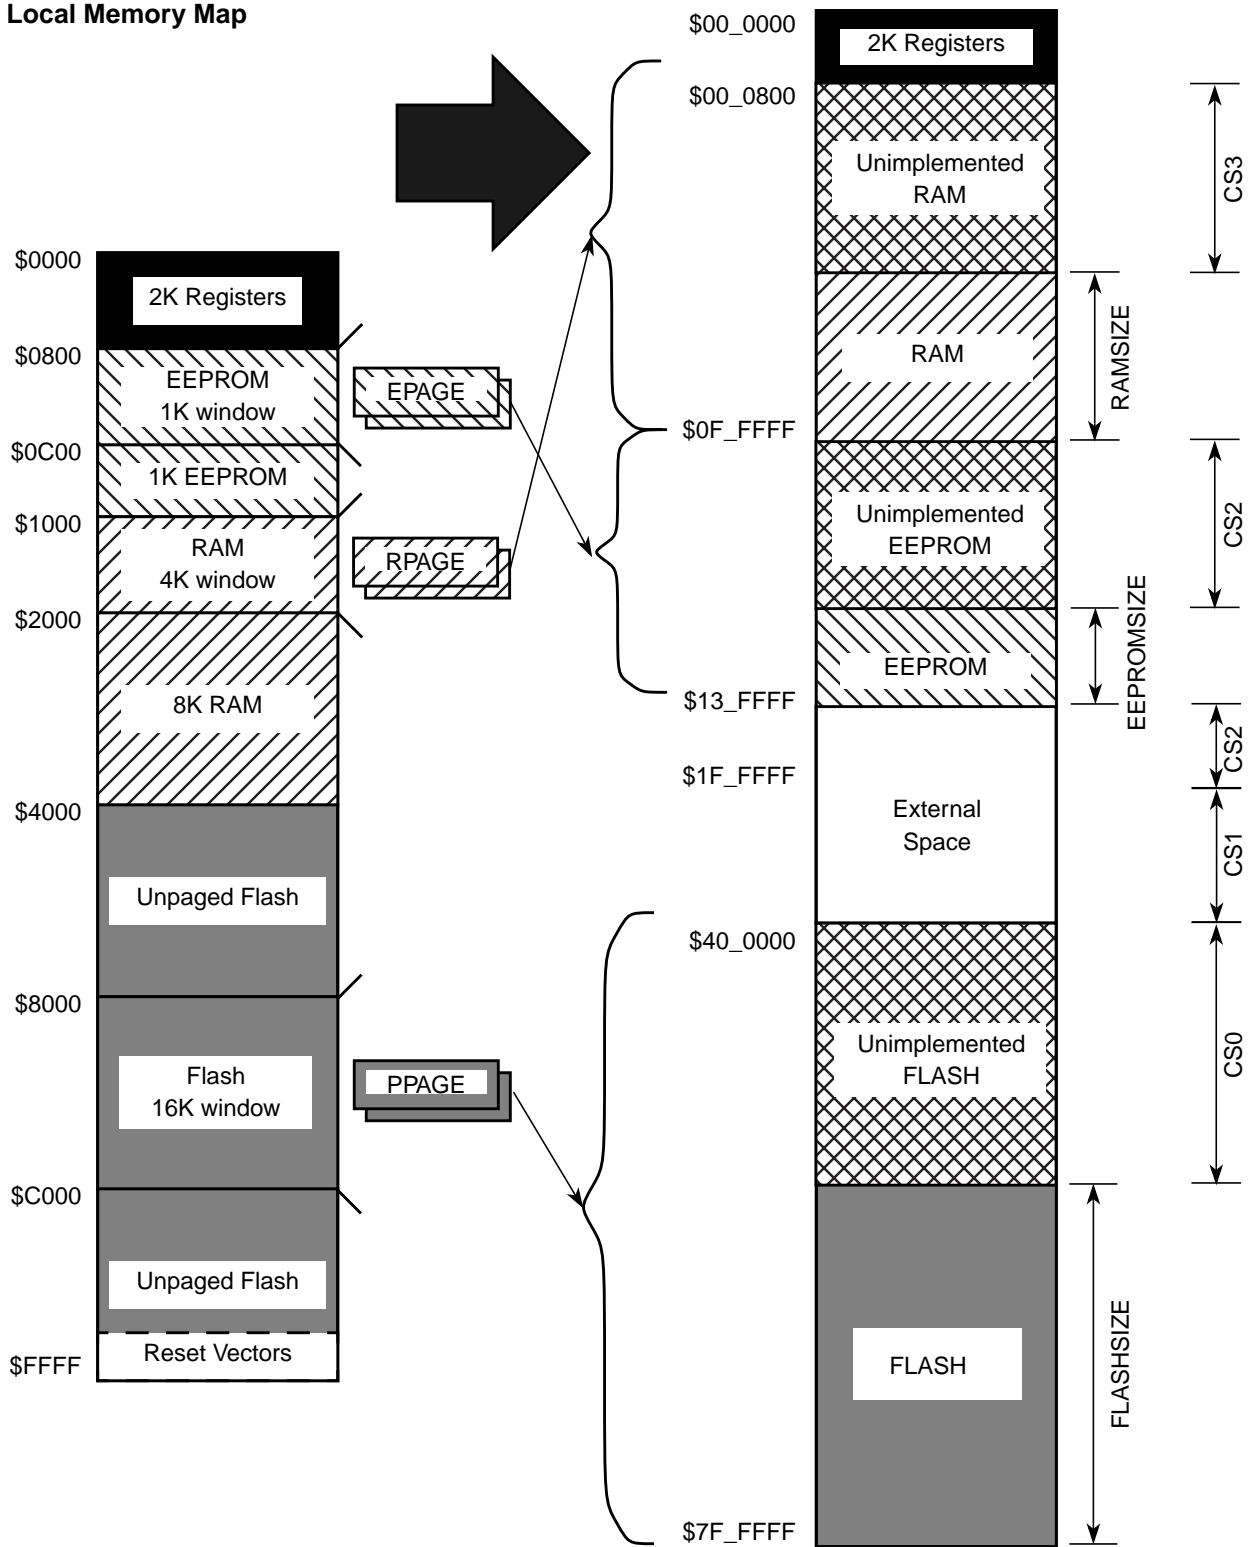 Local Memory Map
$0000
2K Registers
$0800
EEPROM
1K window
$0C00
1K EEPROM
$1000
RAM
4K window
$2000
8K RAM
$4000
Unpaged Flash
$8000
Flash
16K window
$C000
Unpaged Flash
Reset Vectors
$FFFF
EPAGE
RPAGE
PPAGE
$00_0000
2K Registers
$00_0800
Unimplemented
RAM
CS3
RAM
RAMSIZE
$0F_FFFF
Unimplemented
EEPROM
CS2
EEPROM
EEPROMSIZE
$13_FFFF
CS2
$1F_FFFF
External
Space
CS1
$40_0000
Unimplemented
FLASH
CS0
FLASH
FLASHSIZE
$7F_FFFF